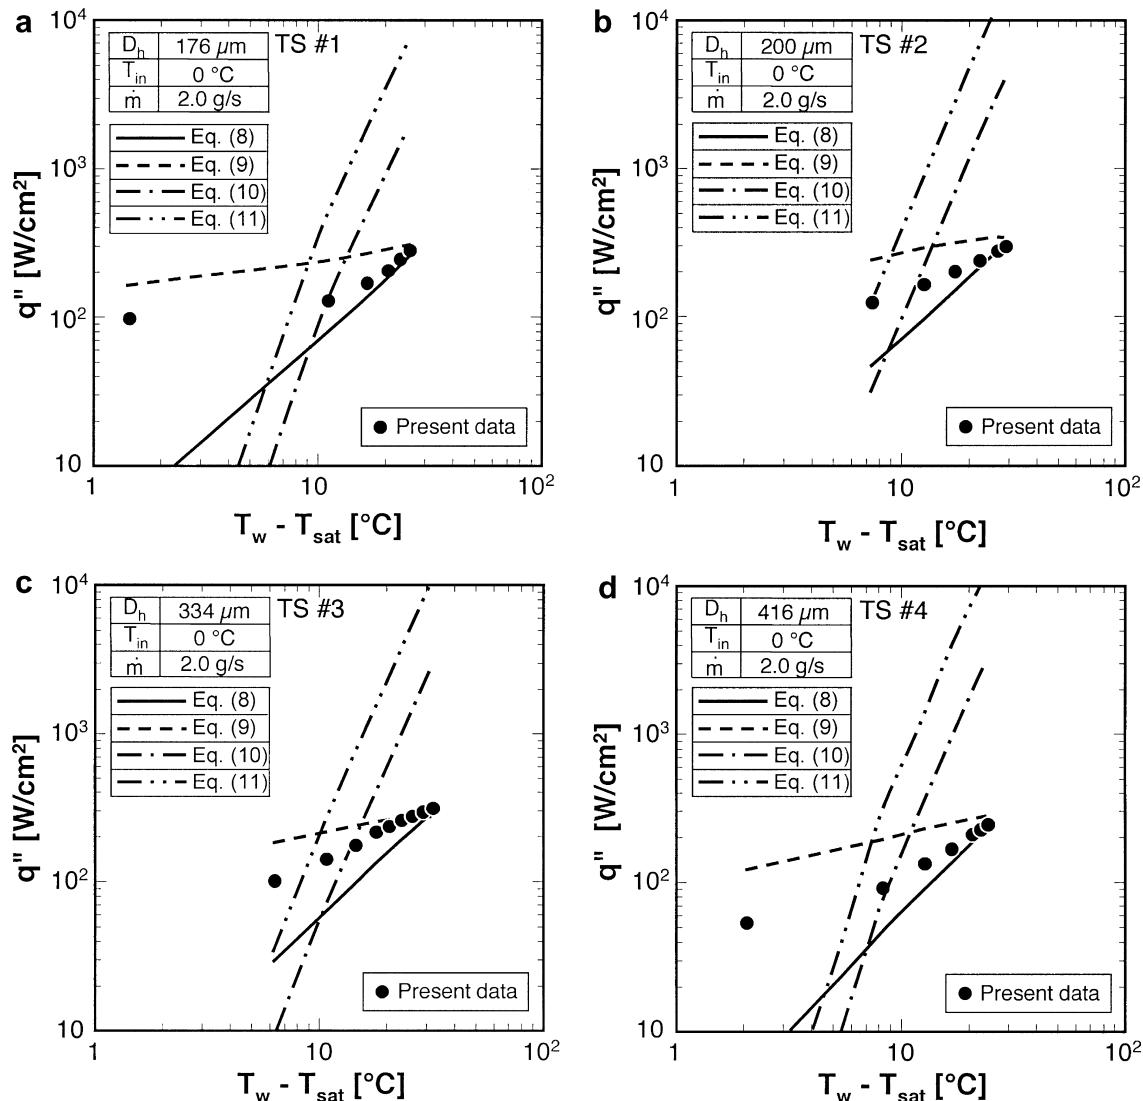 a
10⁴
D_h 176 µm TS #1
T_in 0 °C
ṁ 2.0 g/s
Eq. (8)
Eq. (9)
Eq. (10)
Eq. (11)
10³
q" [W/cm²]
10²
Present data
10
1 10 10²
T_w - T_sat [°C]
b
10⁴
D_h 200 µm TS #2
T_in 0 °C
ṁ 2.0 g/s
Eq. (8)
Eq. (9)
Eq. (10)
Eq. (11)
10³
q" [W/cm²]
10²
Present data
10
1 10 10²
T_w - T_sat [°C]
c
10⁴
D_h 334 µm TS #3
T_in 0 °C
ṁ 2.0 g/s
Eq. (8)
Eq. (9)
Eq. (10)
Eq. (11)
10³
q" [W/cm²]
10²
Present data
10
1 10 10²
T_w - T_sat [°C]
d
10⁴
D_h 416 µm TS #4
T_in 0 °C
ṁ 2.0 g/s
Eq. (8)
Eq. (9)
Eq. (10)
Eq. (11)
10³
q" [W/cm²]
10²
Present data
10
1 10 10²
T_w - T_sat [°C]